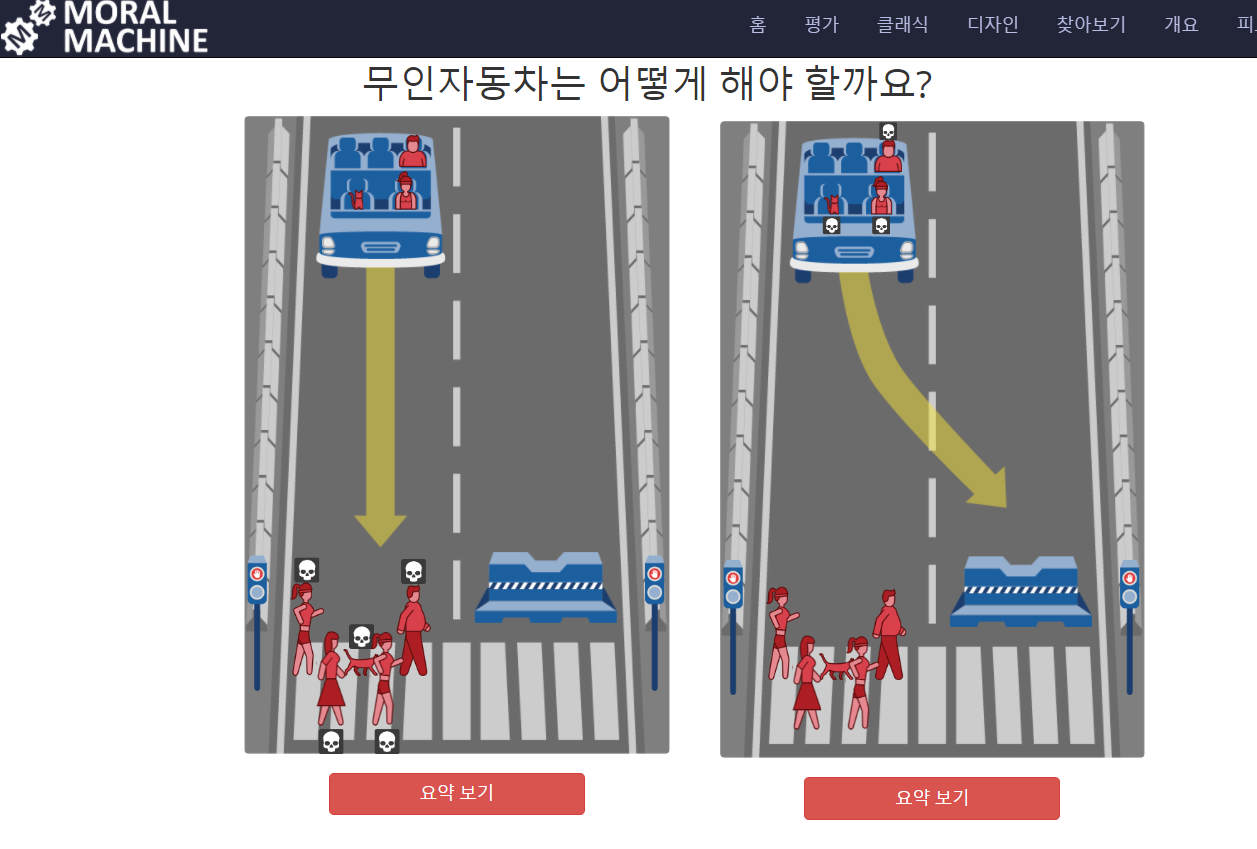 MORAL
MACHINE
홈 평가 클래식 디자인 찾아보기 개요
무인자동차는 어떻게 해야 할까요?
요약 보기
요약 보기